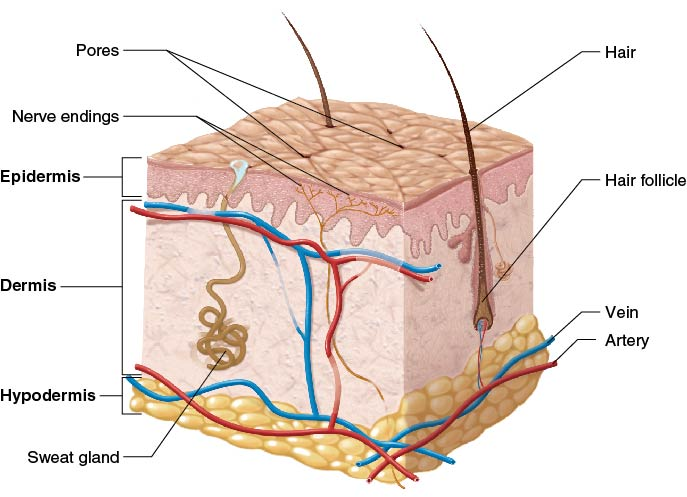 Pores
Nerve endings
Epidermis
Dermis
Hypodermis
Sweat gland
Hair
Hair follicle
Vein
Artery